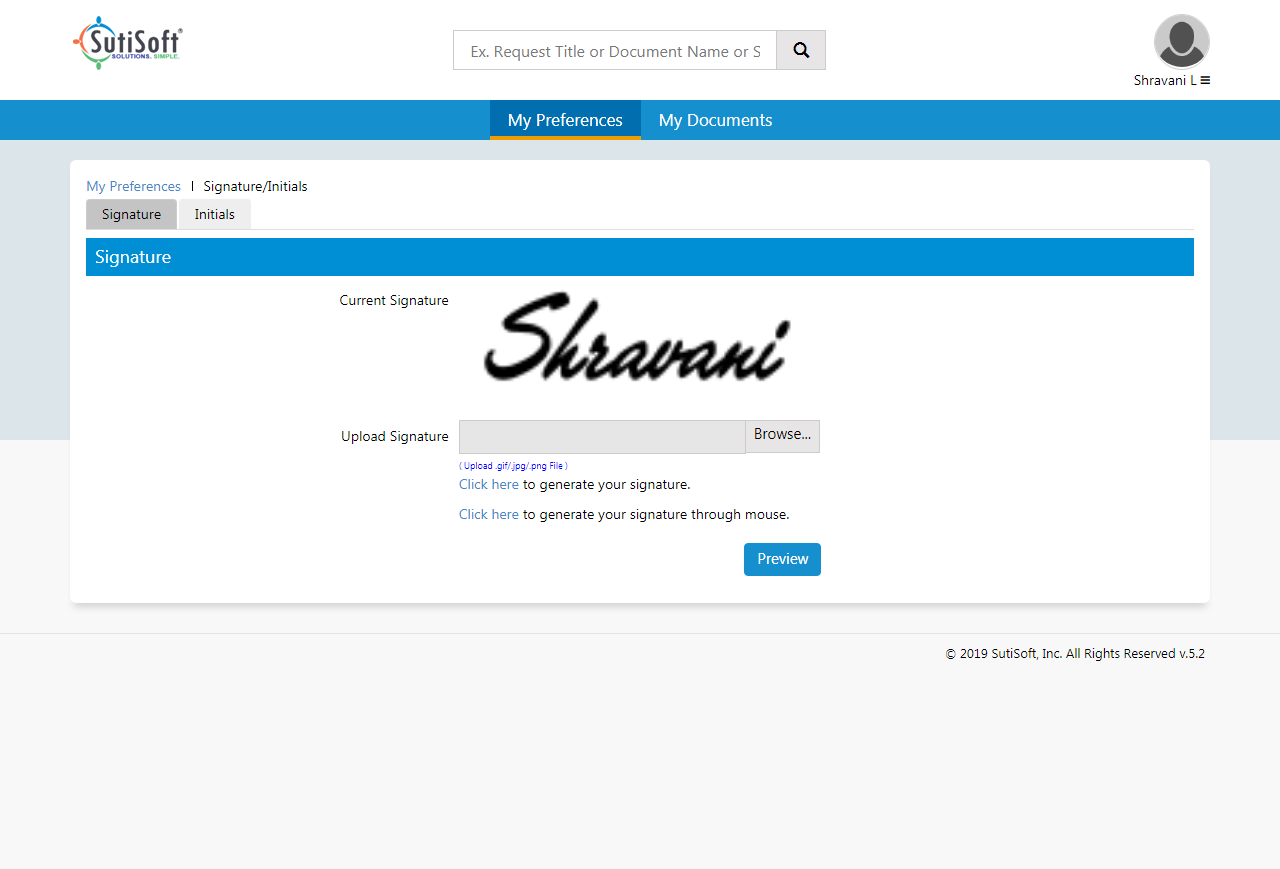 SutiSoft®
SOLUTIONS. SIMPLE.
Ex. Request Title or Document Name or S
Shravani L
My Preferences My Documents
My Preferences | Signature/Initials
Signature Initials
Signature
Current Signature
Shravani
Upload Signature Browse...
( Upload .gif/.jpg/.png File )
Click here to generate your signature.
Click here to generate your signature through mouse.
Preview
© 2019 SutiSoft, Inc. All Rights Reserved v.5.2